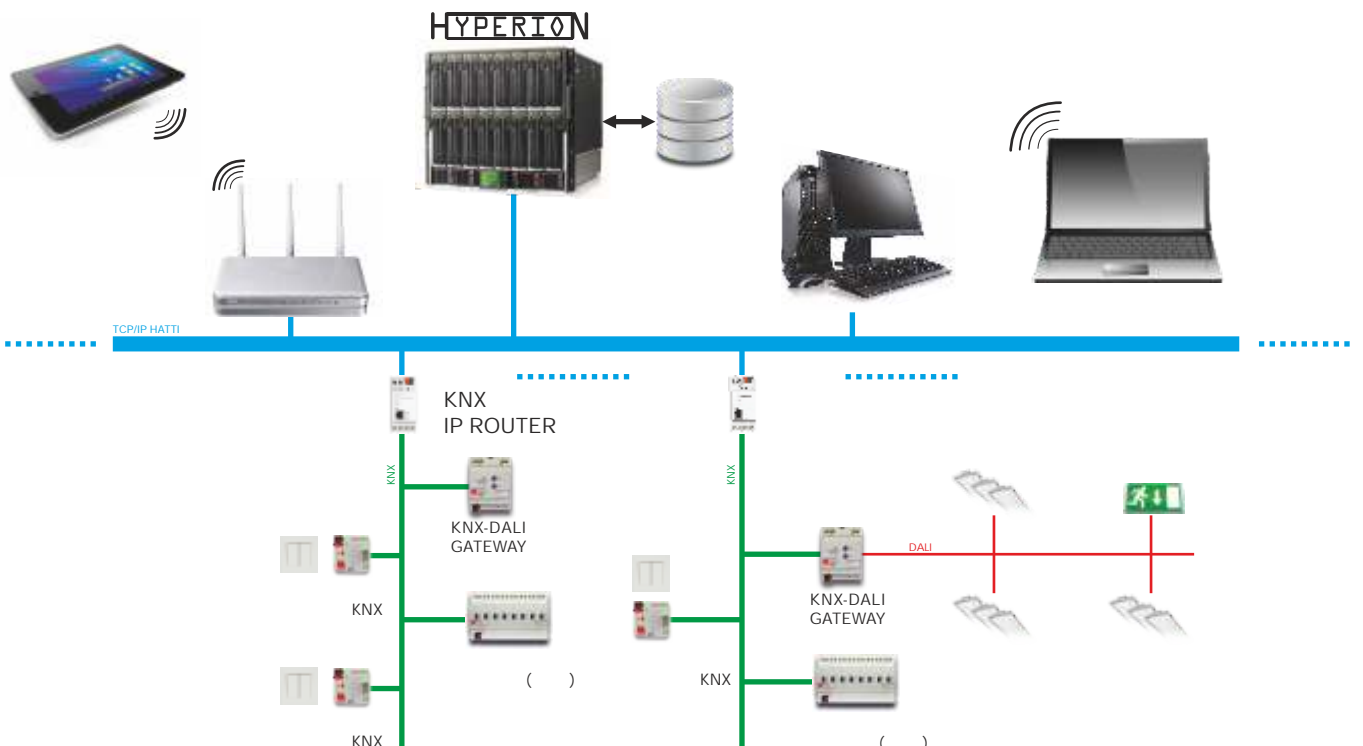 HYPERION
TCP/IP HATTI
KNX
IP ROUTER
KNX
KNX
KNX-DALI
GATEWAY
DALI
KNX-DALI
GATEWAY
KNX
( )
KNX
KNX
( )